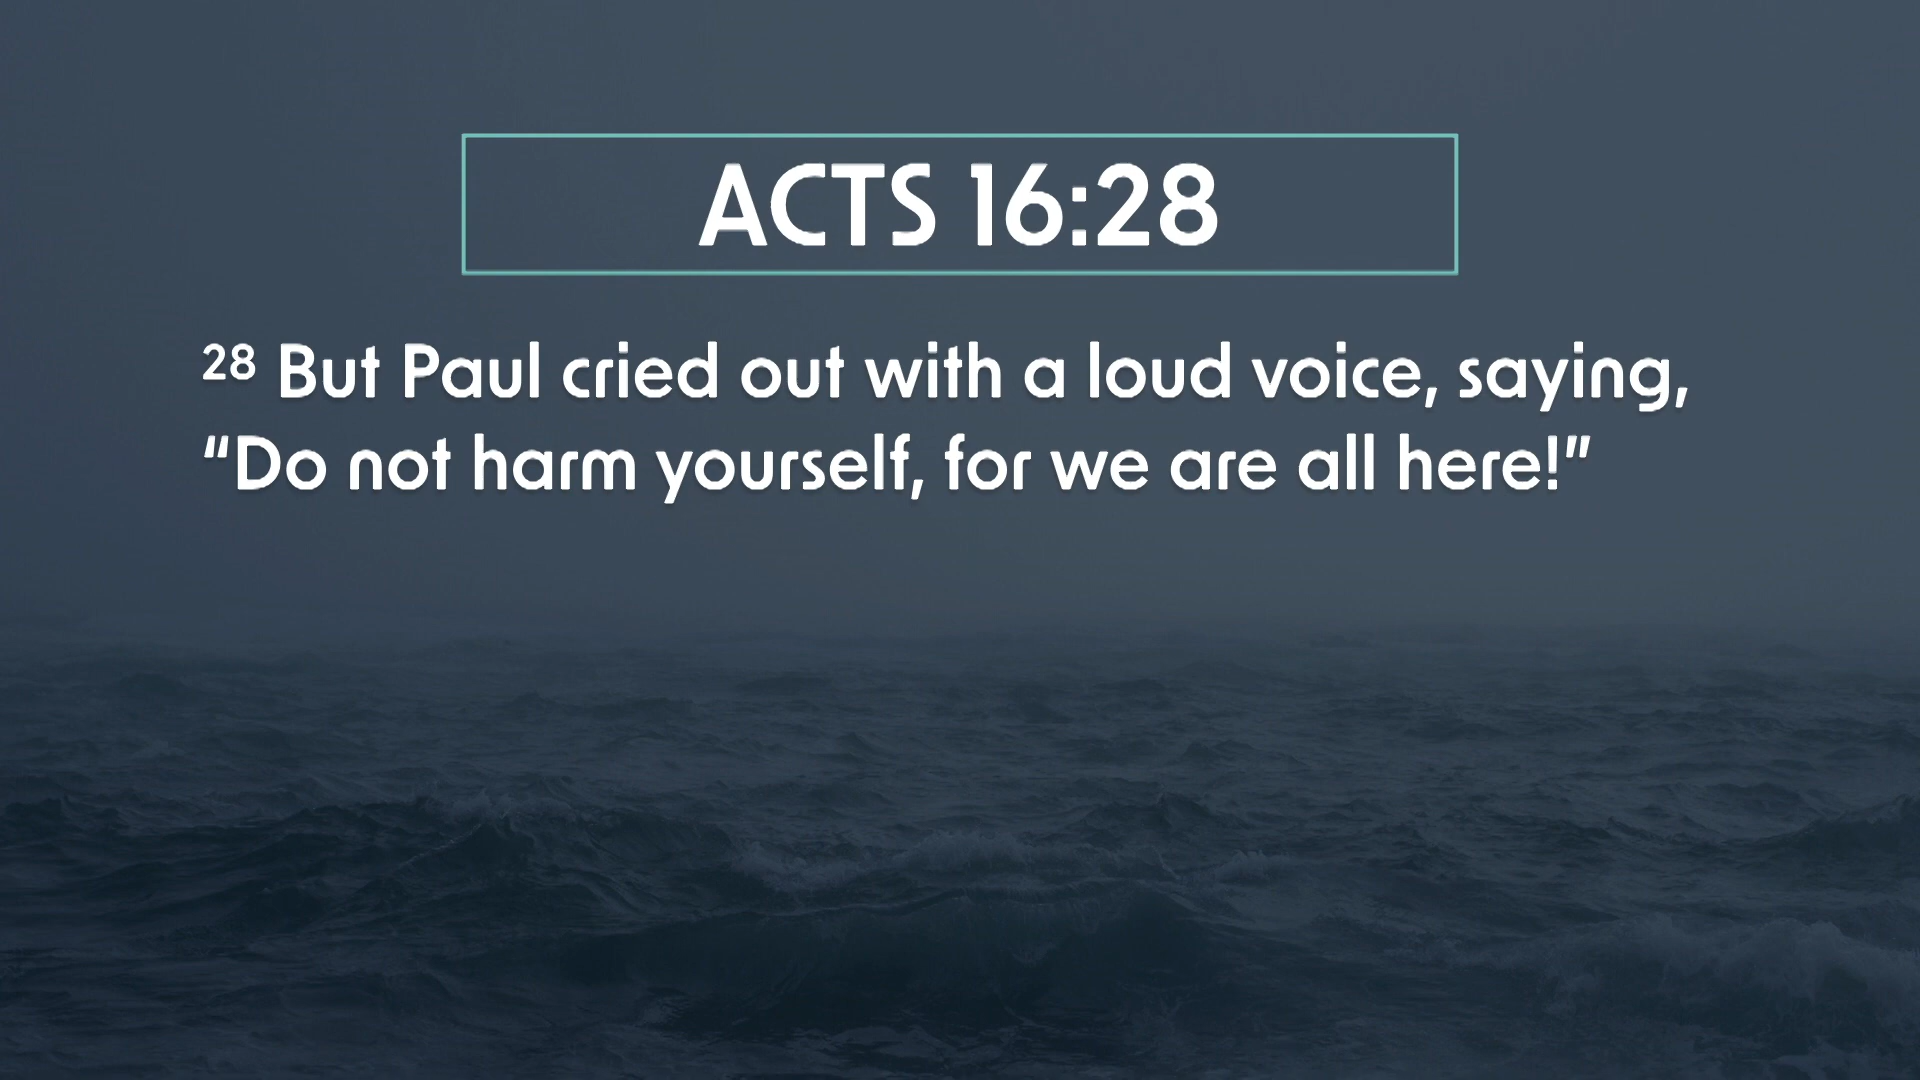 ACTS 16:28
²⁸ But Paul cried out with a loud voice, saying,
“Do not harm yourself, for we are all here!”